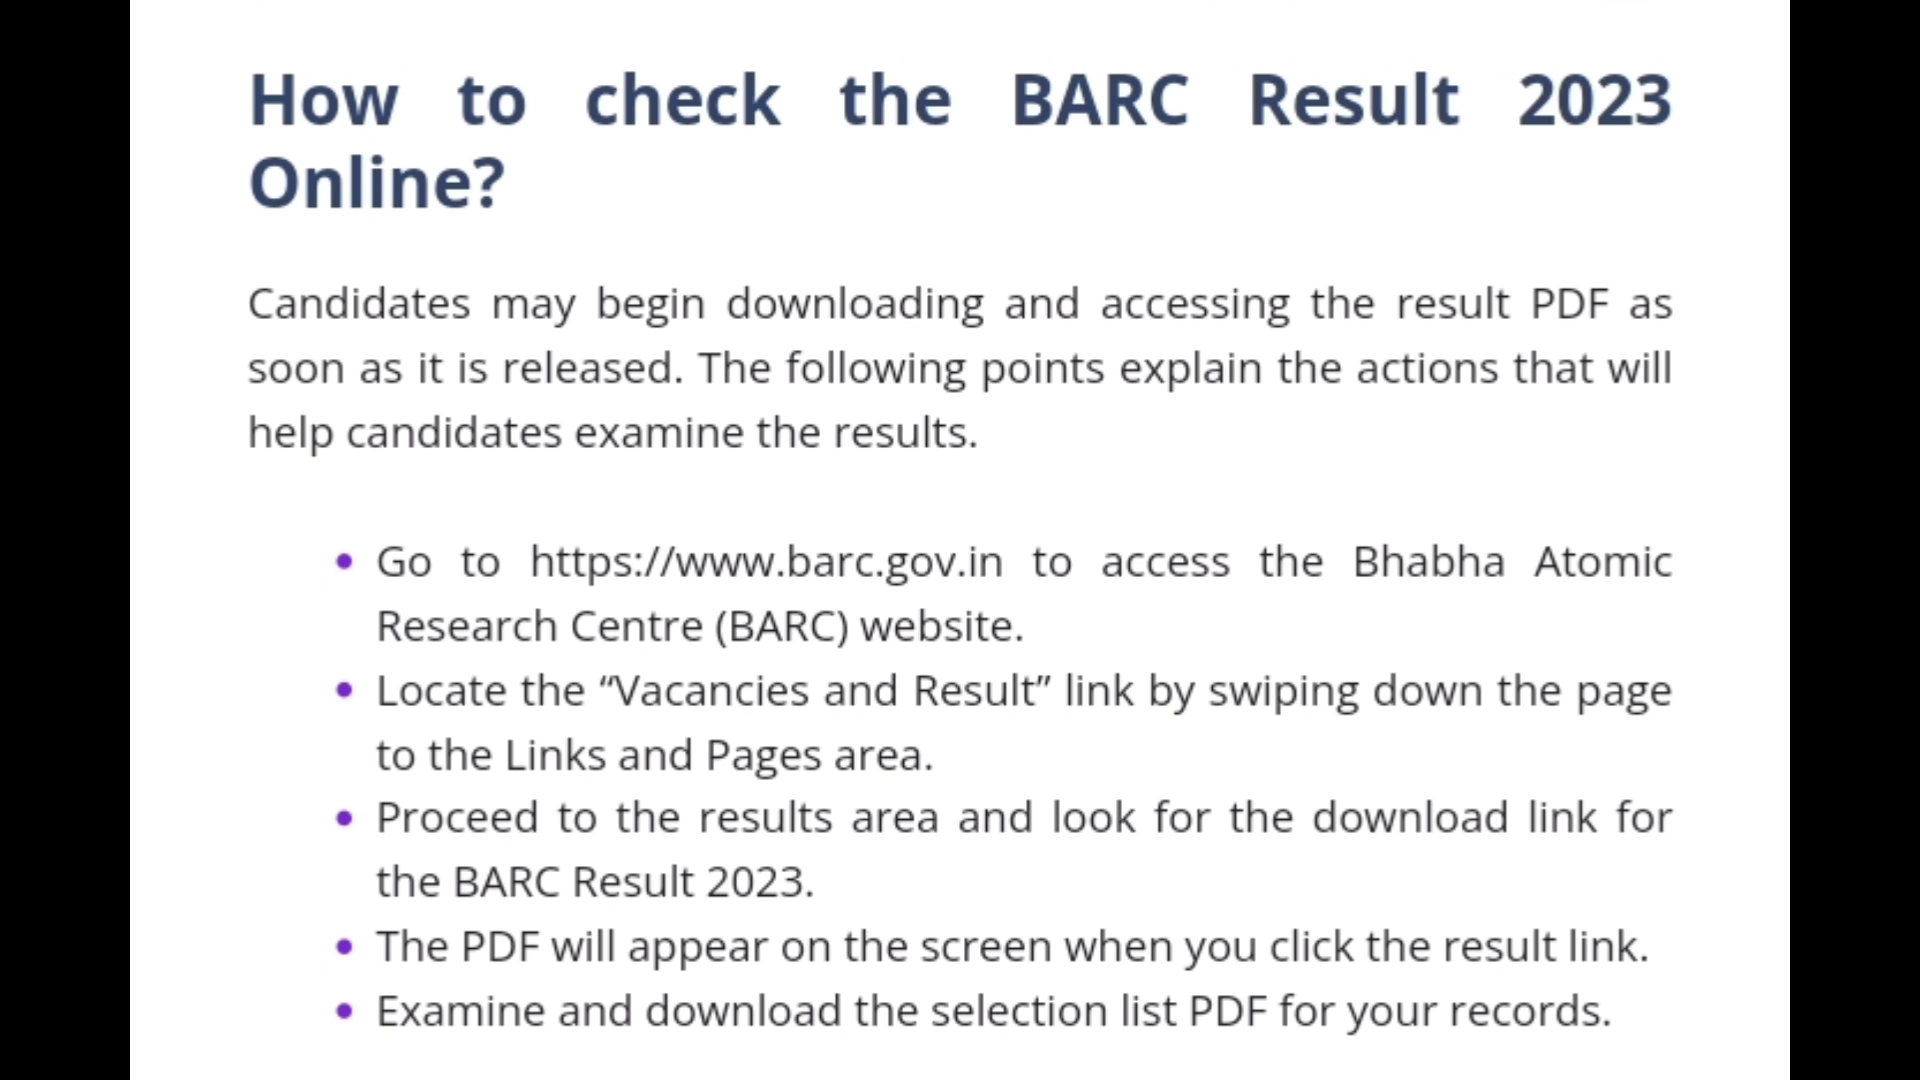 How to check the BARC Result 2023
Online?
Candidates may begin downloading and accessing the result PDF as
soon as it is released. The following points explain the actions that will
help candidates examine the results.
• Go to https://www.barc.gov.in to access the Bhabha Atomic
Research Centre (BARC) website.
• Locate the “Vacancies and Result” link by swiping down the page
to the Links and Pages area.
• Proceed to the results area and look for the download link for
the BARC Result 2023.
• The PDF will appear on the screen when you click the result link.
• Examine and download the selection list PDF for your records.